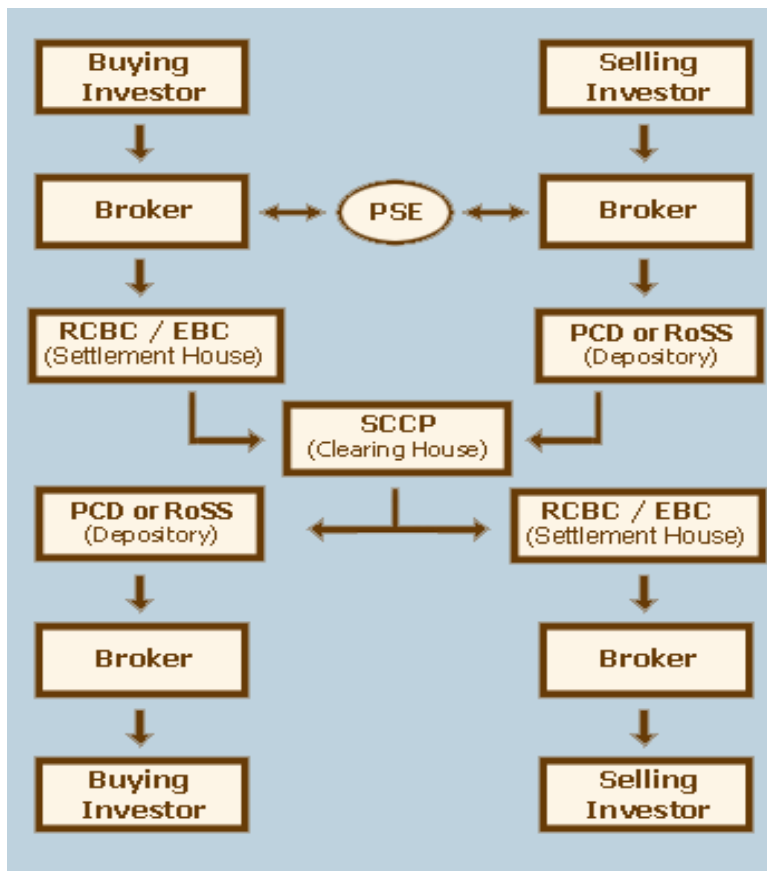 Buying
Investor
Selling
Investor
Broker
PSE
Broker
RCBC / EBC
(Settlement House)
PCD or RoSS
(Depository)
SCCP
(Clearing House)
PCD or RoSS
(Depository)
RCBC / EBC
(Settlement House)
Broker
Broker
Buying
Investor
Selling
Investor